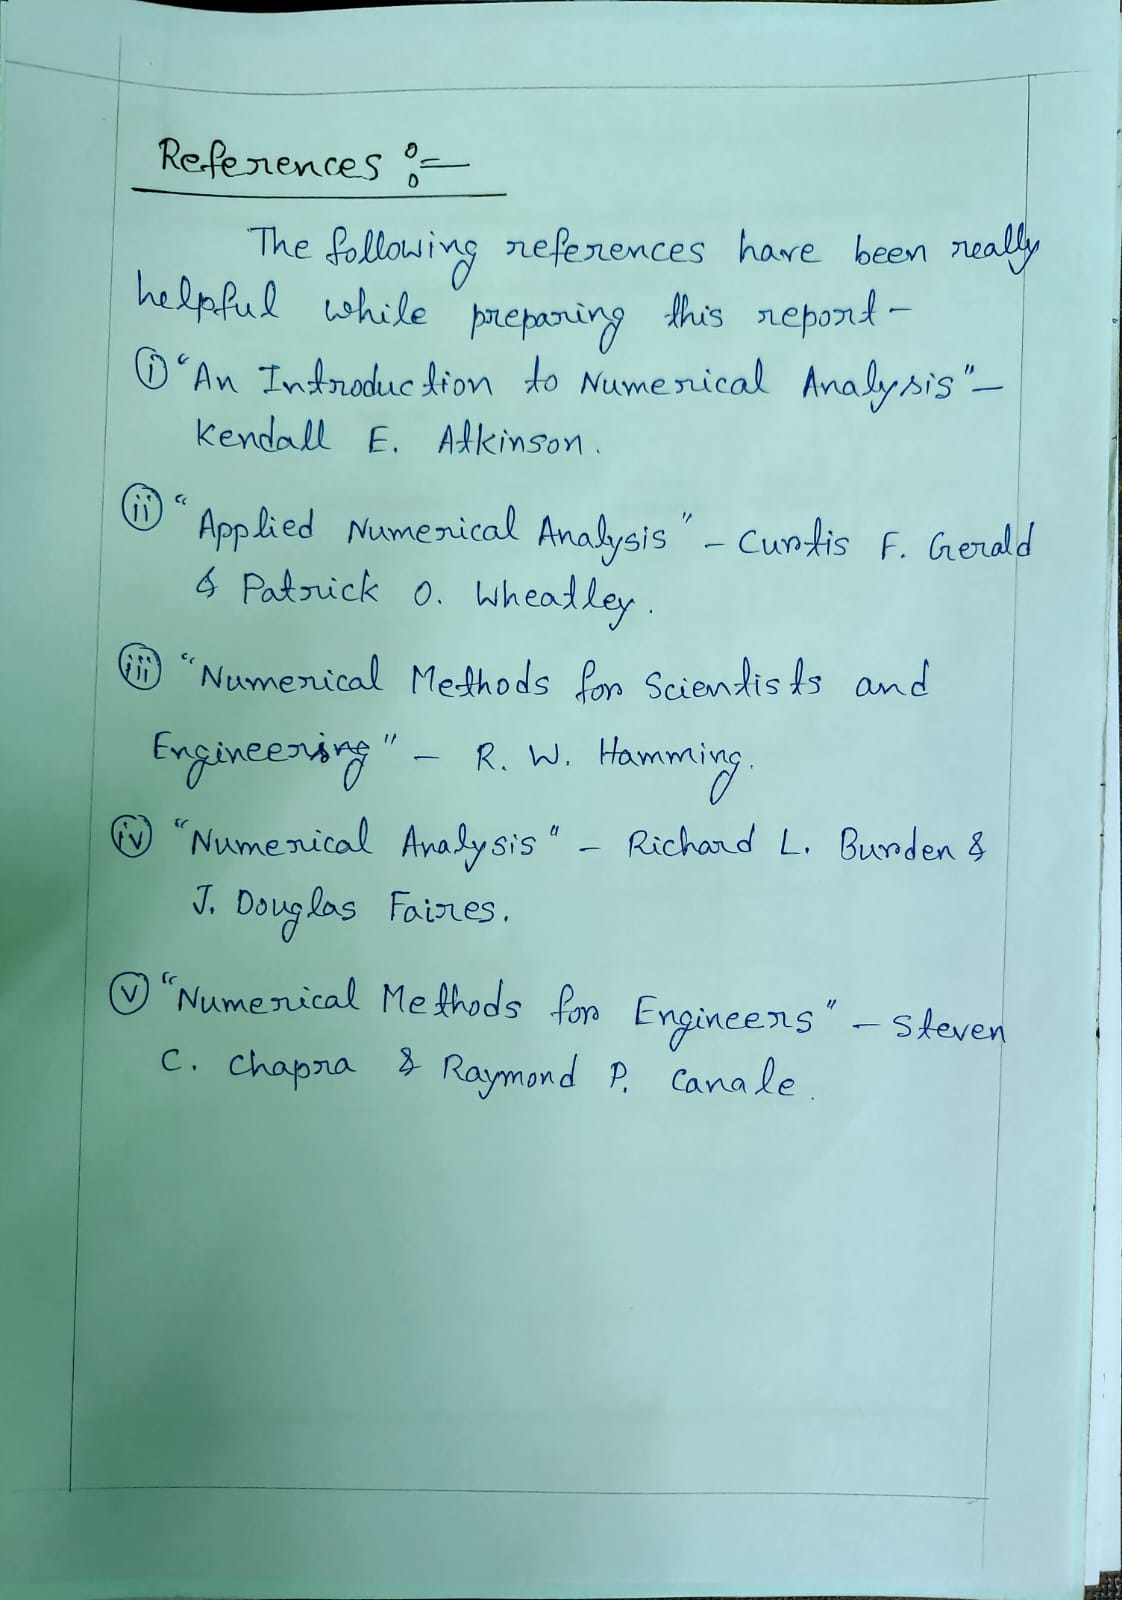 References :-
The following references have been really
helpful while preparing this report -
(i) "An Introduction to Numerical Analysis" -
Kendall E. Atkinson.
(ii) "Applied Numerical Analysis" - Curtis F. Gerald
& Patrick O. Wheatley.
(iii) "Numerical Methods for Scientists and
Engineering" - R. W. Hamming.
(iv) "Numerical Analysis" - Richard L. Burden &
J. Douglas Faires.
(v) "Numerical Methods for Engineers" - Steven
C. Chapra & Raymond P. Canale.